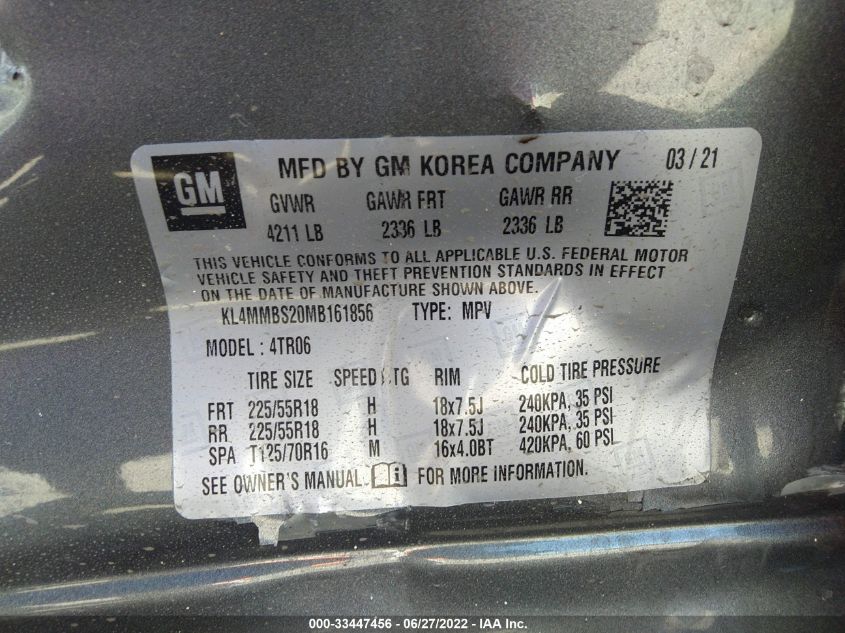 GM
MFD BY GM KOREA COMPANY 03/21
GVWR GAWR FRT GAWR RR
4211 LB 2336 LB 2336 LB
THIS VEHICLE CONFORMS TO ALL APPLICABLE U.S. FEDERAL MOTOR
VEHICLE SAFETY AND THEFT PREVENTION STANDARDS IN EFFECT
ON THE DATE OF MANUFACTURE SHOWN ABOVE.
KL4MMBS20MB161856 TYPE: MPV
MODEL : 4TR06
TIRE SIZE SPEED RTG RIM COLD TIRE PRESSURE
FRT 225/55R18 H 18x7.5J 240KPA, 35 PSI
RR 225/55R18 H 18x7.5J 240KPA, 35 PSI
SPA T125/70R16 M 16x4.0BT 420KPA, 60 PSI
SEE OWNER'S MANUAL i FOR MORE INFORMATION.
000-33447456 - 06/27/2022 - IAA Inc.